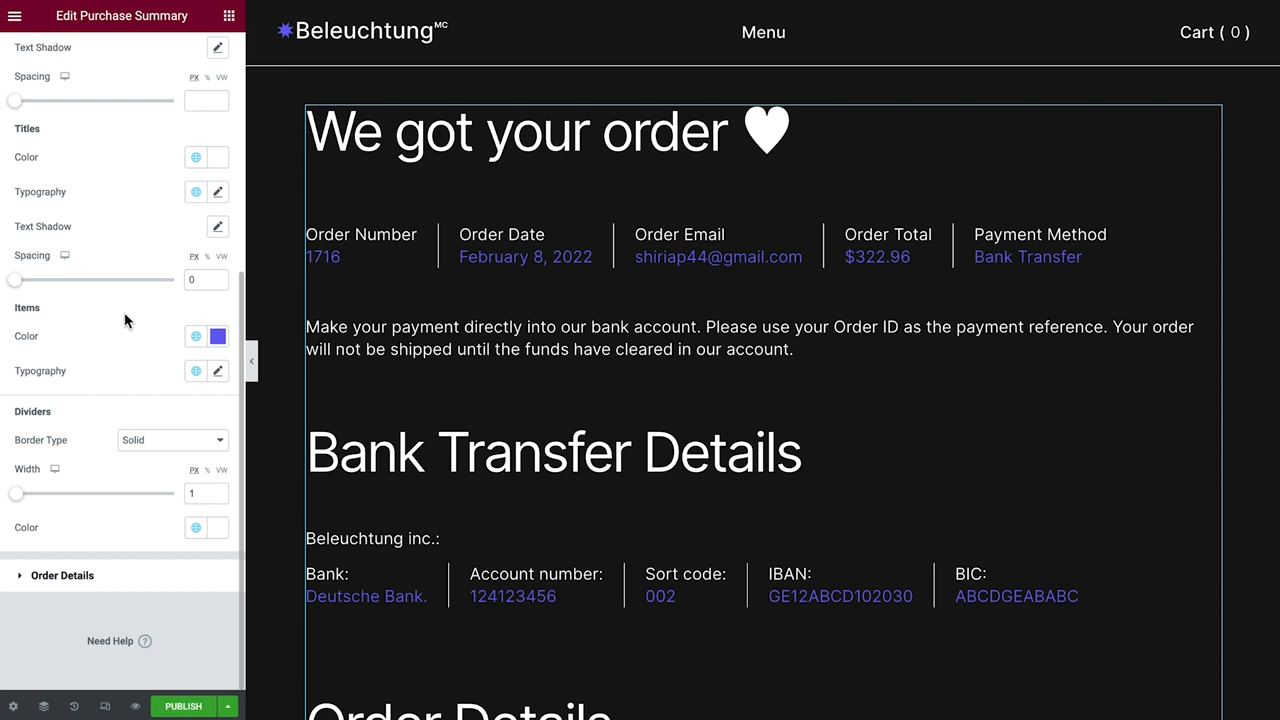 Edit Purchase Summary
Text Shadow
Spacing PX % VW
Titles
Color
Typography
Text Shadow
Spacing PX % VW
0
Items
Color
Typography
Dividers
Border Type Solid
Width PX % VW
1
Color
Order Details
Need Help ?
PUBLISH
Beleuchtung MC Menu Cart ( 0 )
We got your order
Order Number Order Date Order Email Order Total Payment Method
1716 February 8, 2022 shiriap44@gmail.com $322.96 Bank Transfer
Make your payment directly into our bank account. Please use your Order ID as the payment reference. Your order
will not be shipped until the funds have cleared in our account.
Bank Transfer Details
Beleuchtung inc.:
Bank: Account number: Sort code: IBAN: BIC:
Deutsche Bank. 124123456 002 GE12ABCD102030 ABCDGEABABC
Order Details